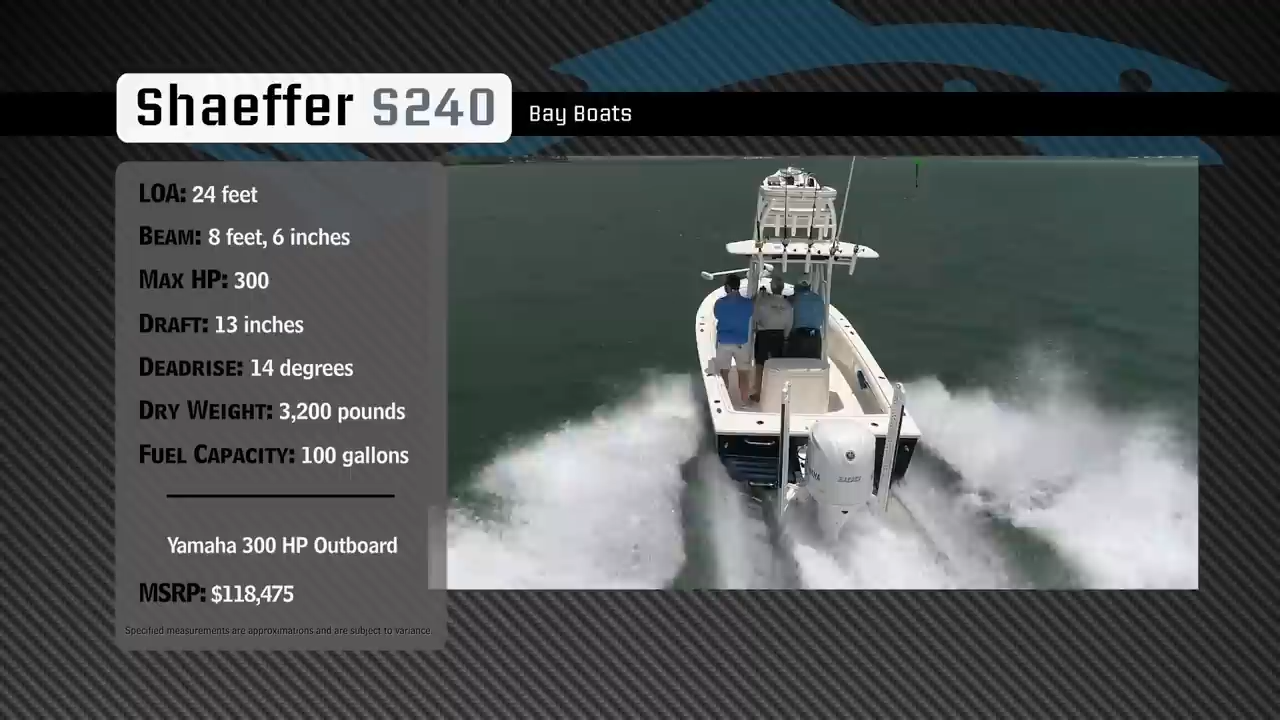 Shaeffer S240
Bay Boats
LOA: 24 feet
BEAM: 8 feet, 6 inches
MAX HP: 300
DRAFT: 13 inches
DEADRISE: 14 degrees
DRY WEIGHT: 3,200 pounds
FUEL CAPACITY: 100 gallons
Yamaha 300 HP Outboard
MSRP: $118,475
Specified measurements are approximations and are subject to variance.